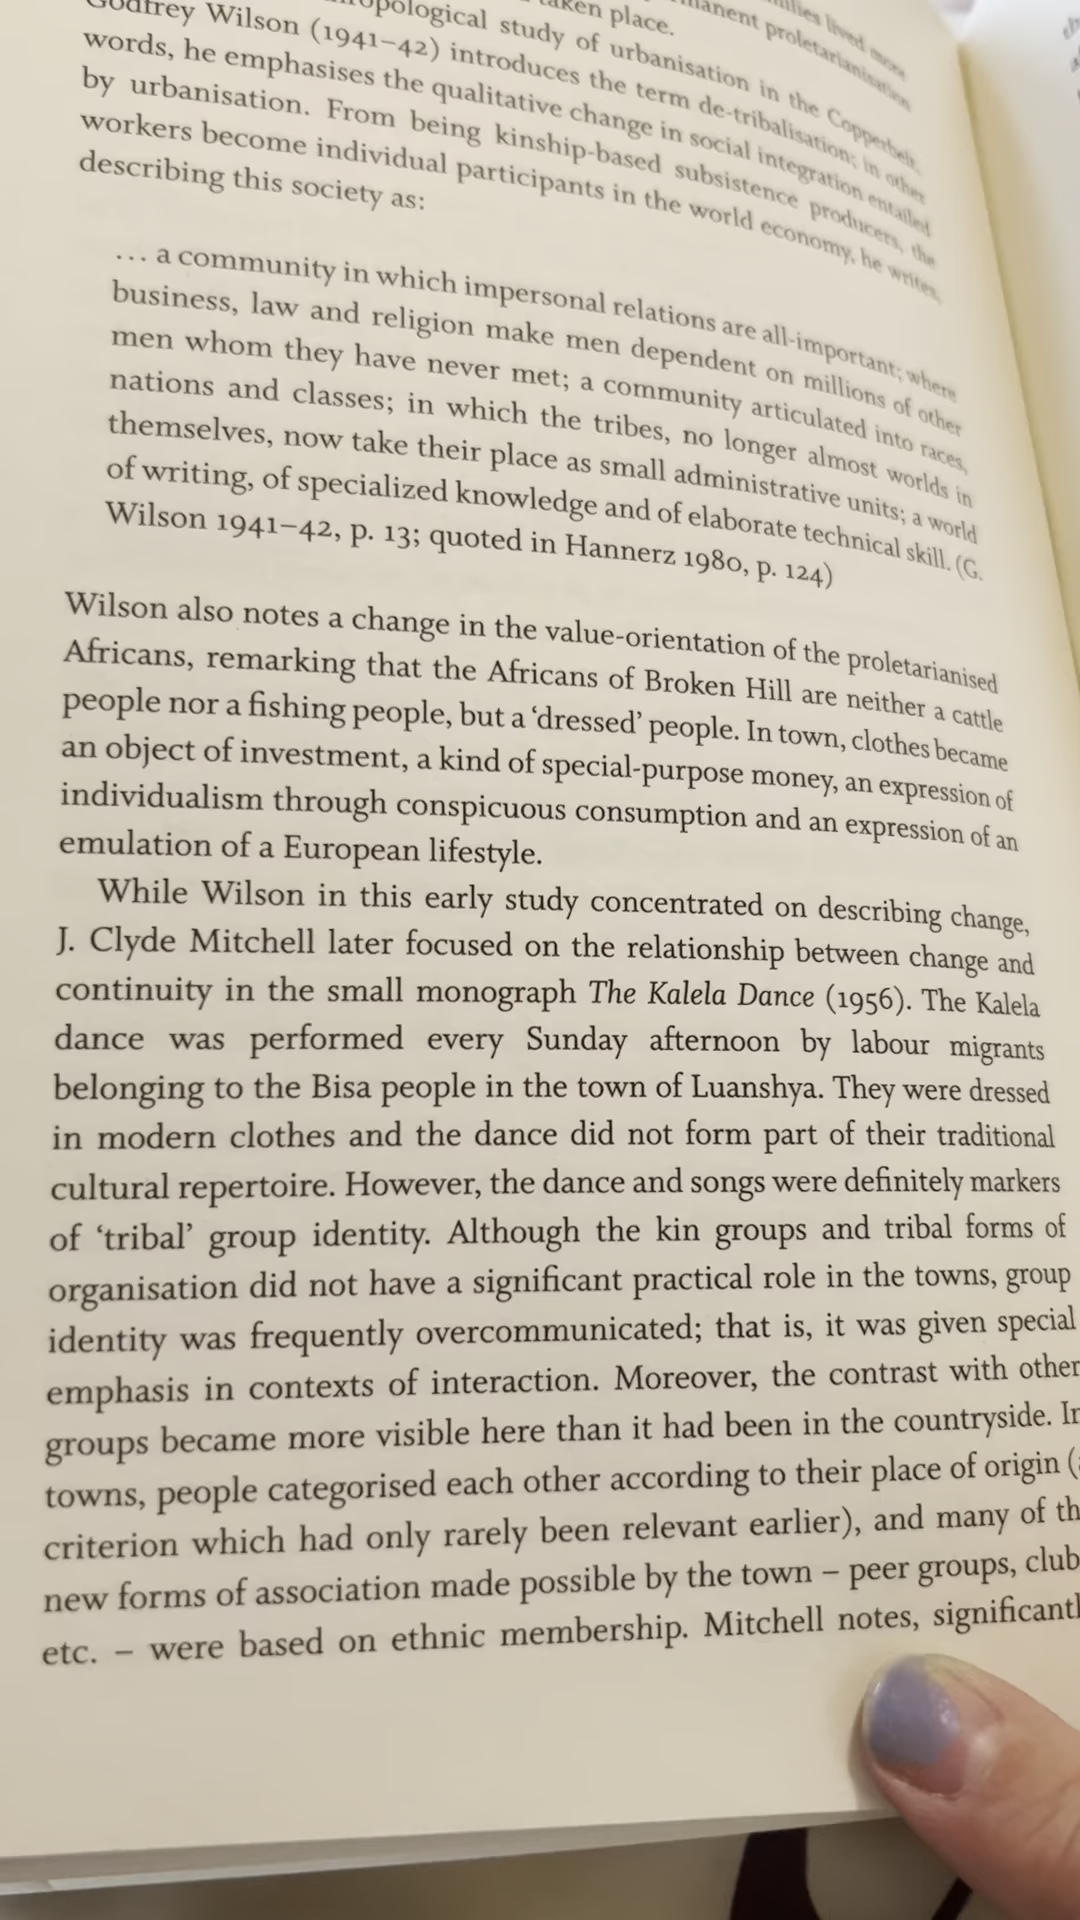 taken place.
manent proletarianisation
opological study of urbanisation in the Copperbelt,
Godfrey Wilson (1941–42) introduces the term de-tribalisation; in other
words, he emphasises the qualitative change in social integration entailed
by urbanisation. From being kinship-based subsistence producers, the
workers become individual participants in the world economy, he writes,
describing this society as:
… a community in which impersonal relations are all-important; where
business, law and religion make men dependent on millions of other
men whom they have never met; a community articulated into races,
nations and classes; in which the tribes, no longer almost worlds in
themselves, now take their place as small administrative units; a world
of writing, of specialized knowledge and of elaborate technical skill. (G.
Wilson 1941–42, p. 13; quoted in Hannerz 1980, p. 124)
Wilson also notes a change in the value-orientation of the proletarianised
Africans, remarking that the Africans of Broken Hill are neither a cattle
people nor a fishing people, but a ‘dressed’ people. In town, clothes became
an object of investment, a kind of special-purpose money, an expression of
individualism through conspicuous consumption and an expression of an
emulation of a European lifestyle.
While Wilson in this early study concentrated on describing change,
J. Clyde Mitchell later focused on the relationship between change and
continuity in the small monograph The Kalela Dance (1956). The Kalela
dance was performed every Sunday afternoon by labour migrants
belonging to the Bisa people in the town of Luanshya. They were dressed
in modern clothes and the dance did not form part of their traditional
cultural repertoire. However, the dance and songs were definitely markers
of ‘tribal’ group identity. Although the kin groups and tribal forms of
organisation did not have a significant practical role in the towns, group
identity was frequently overcommunicated; that is, it was given special
emphasis in contexts of interaction. Moreover, the contrast with other
groups became more visible here than it had been in the countryside. In
towns, people categorised each other according to their place of origin (
criterion which had only rarely been relevant earlier), and many of th
new forms of association made possible by the town – peer groups, club
etc. – were based on ethnic membership. Mitchell notes, significantl